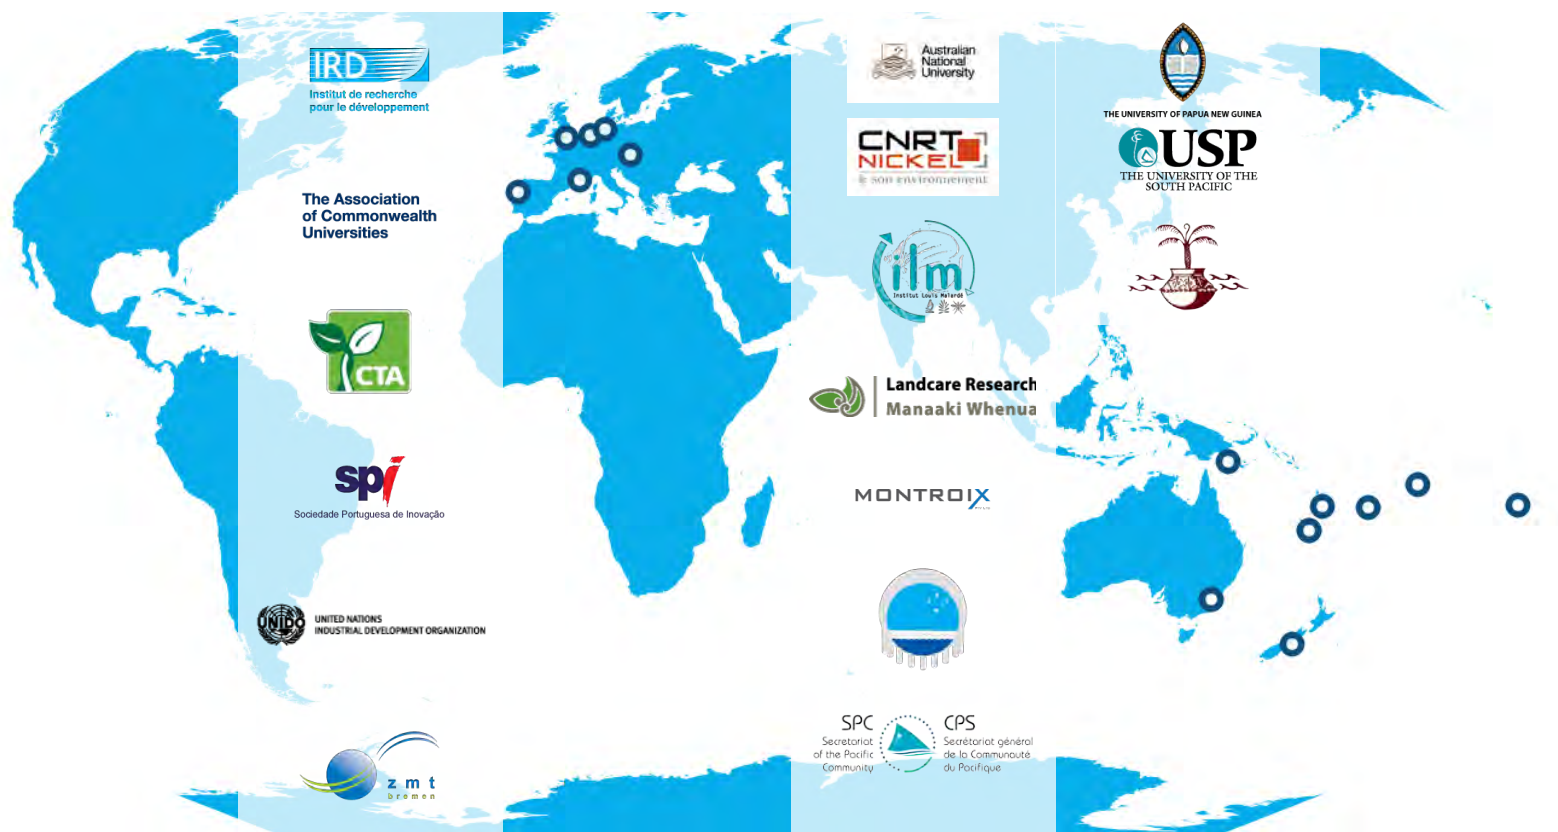 IRD
Institut de recherche
pour le développement
The Association
of Commonwealth
Universities
CTA
spi
Sociedade Portuguesa de Inovação
UNIDO
UNITED NATIONS
INDUSTRIAL DEVELOPMENT ORGANIZATION
zmt
bremen
Australian
National
University
CNRT
NICKEL
& son environnement
ilm
Institut Louis Malardé
Landcare Research
Manaaki Whenua
MONTROIX
SPC
Secretariat
of the Pacific
Community
CPS
Secrétariat général
de la Communauté
du Pacifique
THE UNIVERSITY OF PAPUA NEW GUINEA
USP
THE UNIVERSITY OF THE
SOUTH PACIFIC